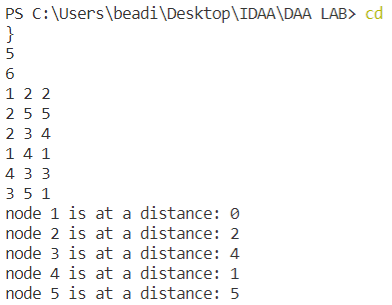 PS C:\Users\beadi\Desktop\IDAA\DAA LAB> cd
}
5
6
1 2 2
2 5 5
2 3 4
1 4 1
4 3 3
3 5 1
node 1 is at a distance: 0
node 2 is at a distance: 2
node 3 is at a distance: 4
node 4 is at a distance: 1
node 5 is at a distance: 5